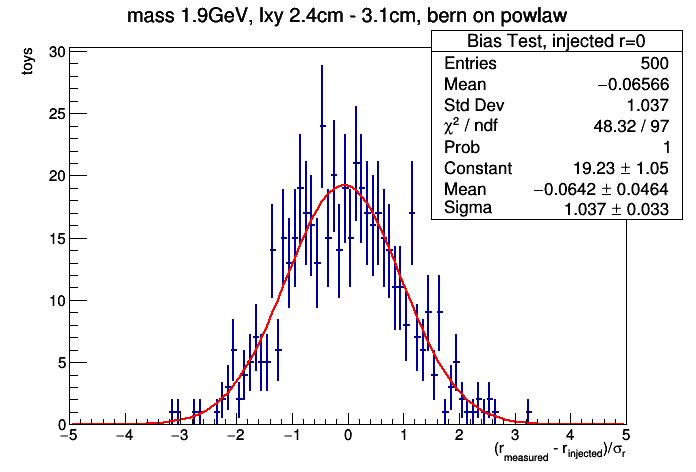 mass 1.9GeV, lxy 2.4cm - 3.1cm, bern on powlaw
Bias Test, injected r=0
Entries 500
Mean −0.06566
Std Dev 1.037
χ² / ndf 48.32 / 97
Prob 1
Constant 19.23 ± 1.05
Mean −0.0642 ± 0.0464
Sigma 1.037 ± 0.033
toys
30
25
20
15
10
5
0
−5 −4 −3 −2 −1 0 1 2 3 4 5
(r_measured - r_injected)/σ_r